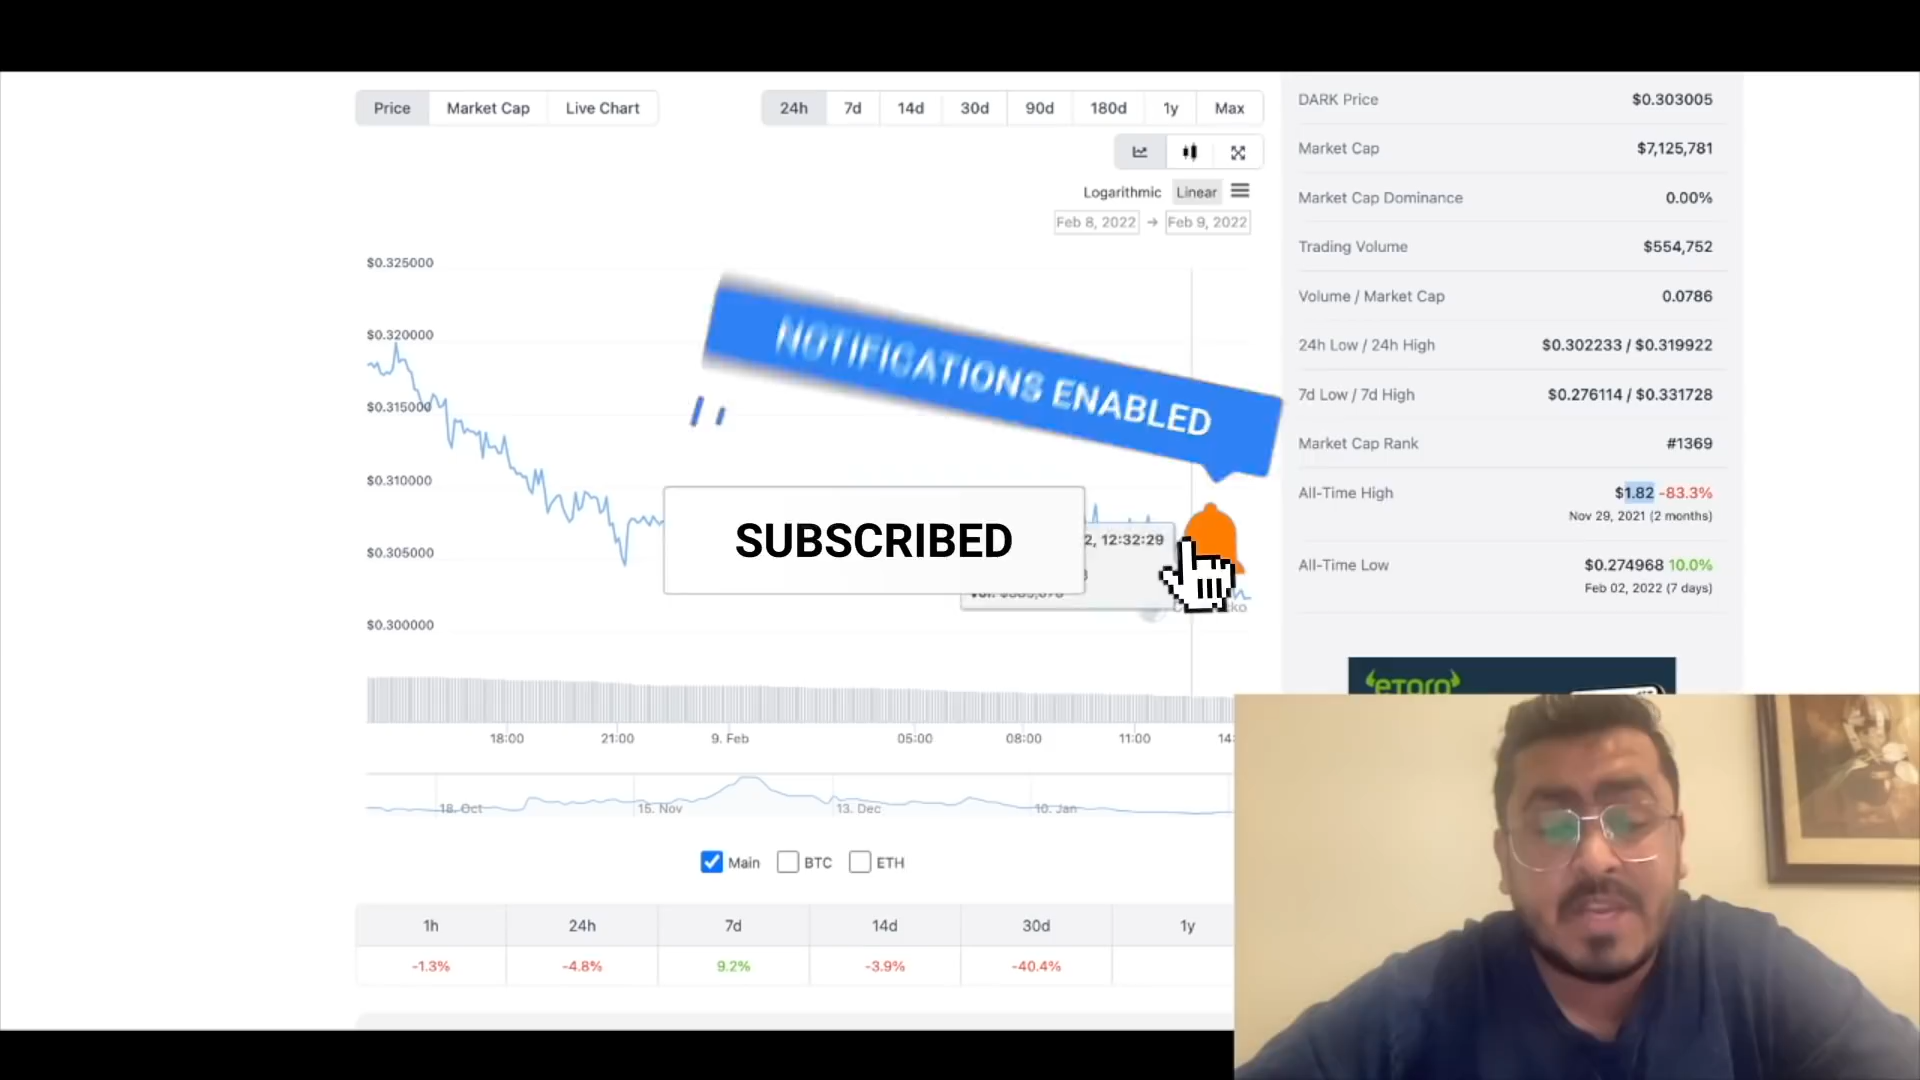 Price Market Cap Live Chart
24h 7d 14d 30d 90d 180d 1y Max
Logarithmic Linear
Feb 8, 2022 → Feb 9, 2022
$0.325000
$0.320000
$0.315000
$0.310000
$0.305000
$0.300000
NOTIFICATIONS ENABLED
SUBSCRIBED
2, 12:32:29
18:00 21:00 9. Feb 05:00 08:00 11:00 14:
18. Oct 15. Nov 13. Dec 10. Jan
Main BTC ETH
1h 24h 7d 14d 30d 1y
-1.3% -4.8% 9.2% -3.9% -40.4%
DARK Price $0.303005
Market Cap $7,125,781
Market Cap Dominance 0.00%
Trading Volume $554,752
Volume / Market Cap 0.0786
24h Low / 24h High $0.302233 / $0.319922
7d Low / 7d High $0.276114 / $0.331728
Market Cap Rank #1369
All-Time High $1.82 -83.3%
Nov 29, 2021 (2 months)
All-Time Low $0.274968 10.0%
Feb 02, 2022 (7 days)
eToro